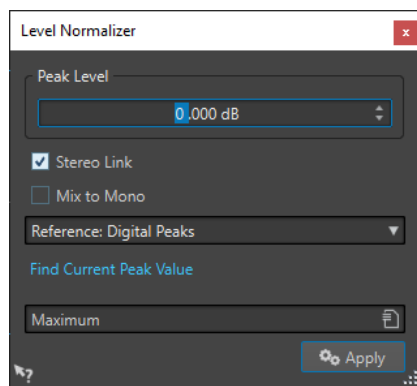 Level Normalizer
x
Peak Level
0.000 dB
Stereo Link
Mix to Mono
Reference: Digital Peaks
Find Current Peak Value
Maximum
Apply
?